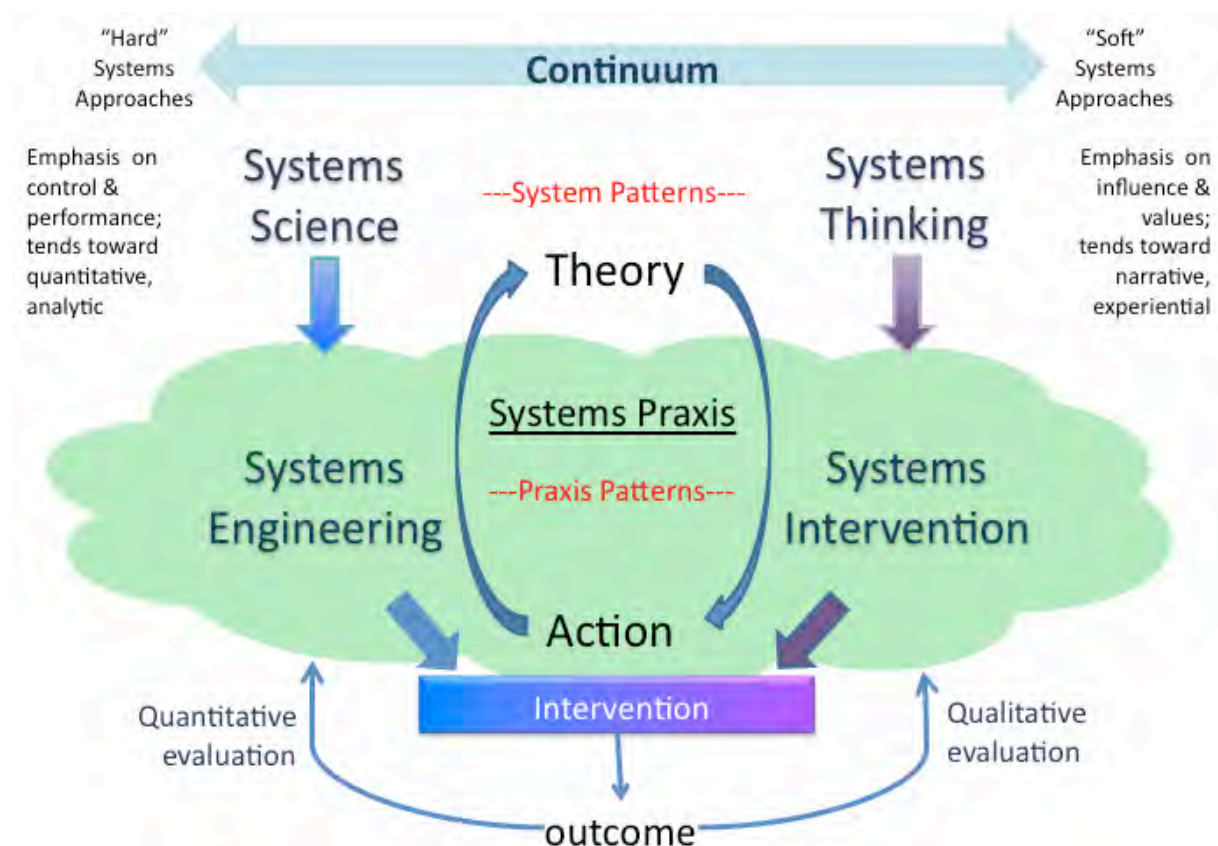 “Hard”
Systems
Approaches
Continuum
“Soft”
Systems
Approaches
Emphasis on
control &
performance;
tends toward
quantitative,
analytic
Systems
Science
---System Patterns---
Theory
Systems
Thinking
Emphasis on
influence &
values;
tends toward
narrative,
experiential
Systems Praxis
---Praxis Patterns---
Systems
Engineering
Systems
Intervention
Action
Intervention
Quantitative
evaluation
Qualitative
evaluation
outcome